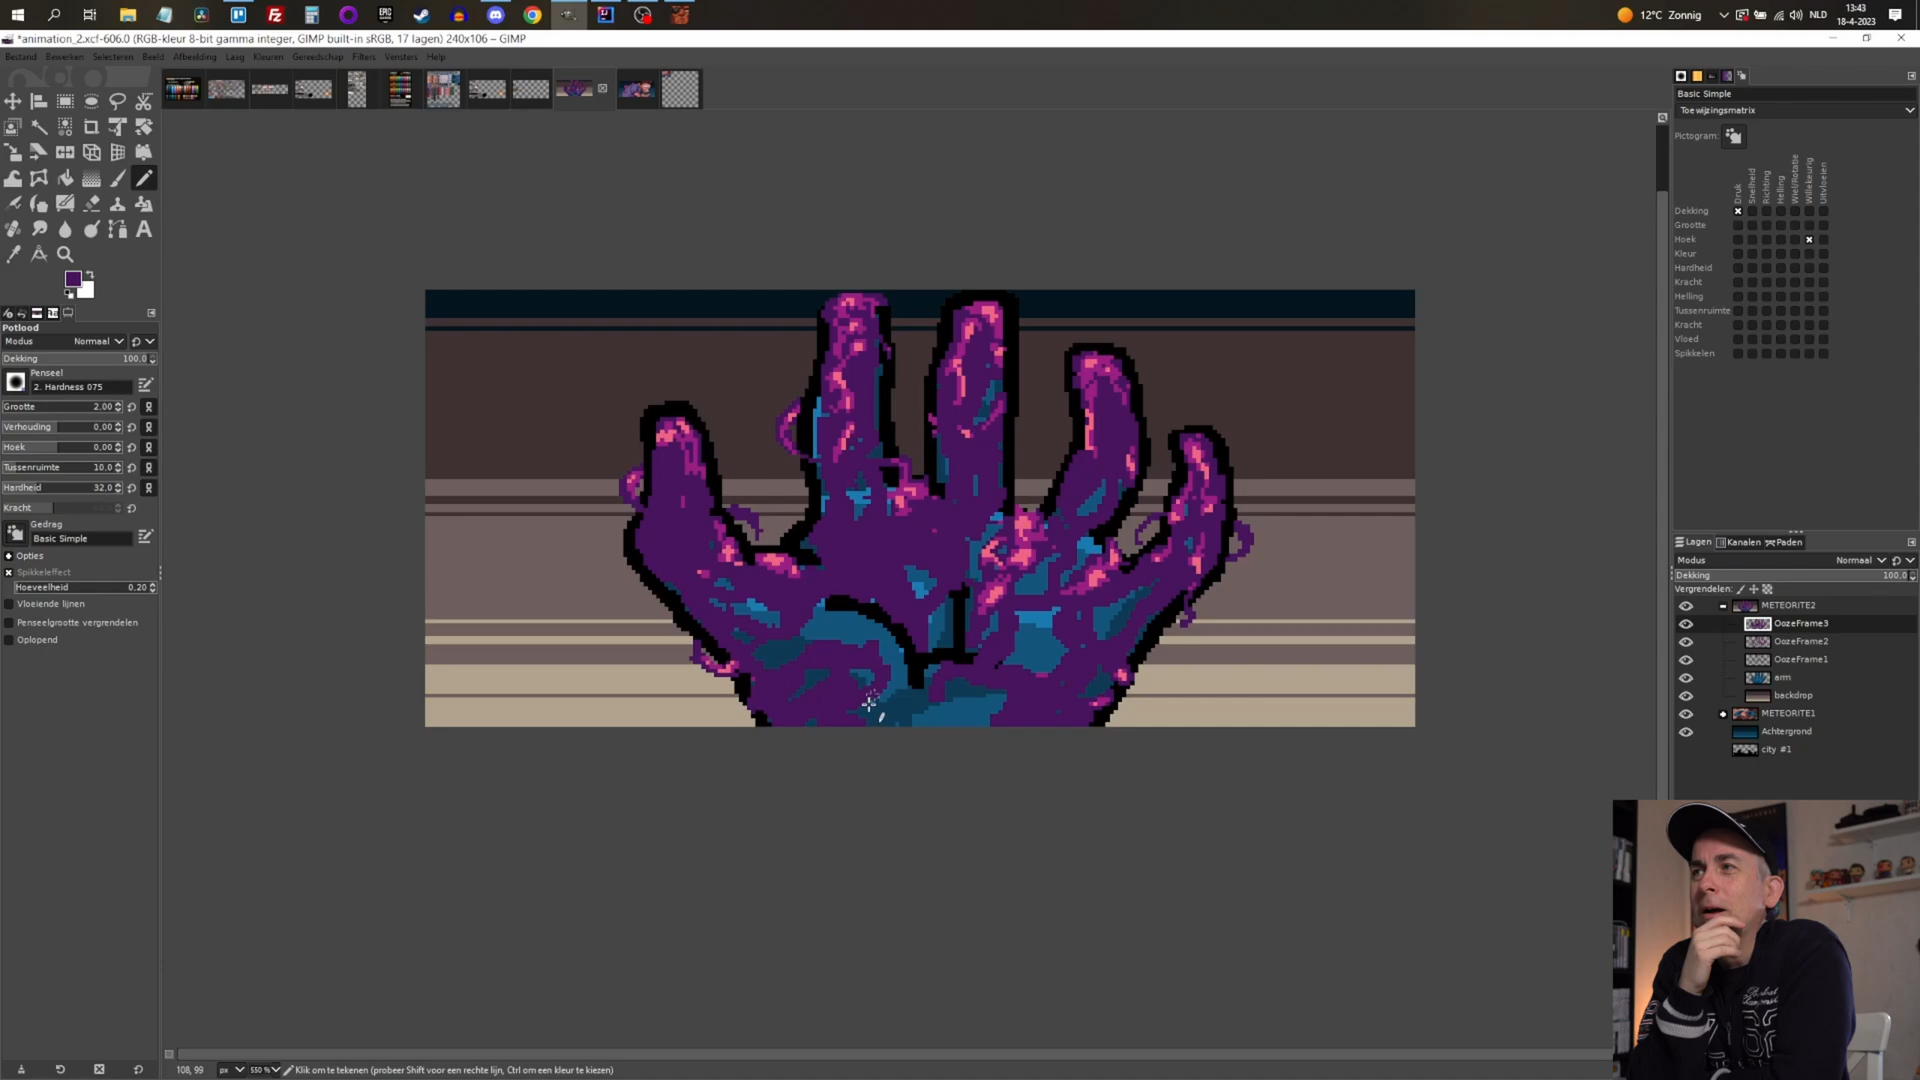 12°C Zonnig
NLD
13:43
18-4-2023
*animation_2.xcf-606.0 (RGB-kleur 8-bit gamma integer, GIMP built-in sRGB, 17 lagen) 240x106 – GIMP
Bestand Bewerken Selecteren Beeld Afbeelding Laag Kleuren Gereedschap Filters Vensters Help
Potlood
Modus Normaal
Dekking 100,0
Penseel
2. Hardness 075
Grootte 2,00
Verhouding 0,00
Hoek 0,00
Tussenruimte 10,0
Hardheid 32,0
Kracht
Gedrag
Basic Simple
Opties
Spikkeleffect
Hoeveelheid 0,20
Vloeiende lijnen
Penseelgrootte vergrendelen
Oplopend
108, 99 px 550 % Klik om te tekenen (probeer Shift voor een rechte lijn, Ctrl om een kleur te kiezen)
Basic Simple
Toewijzingsmatrix
Pictogram:
Druk
Snelheid
Richting
Helling
Wiel/Rotatie
Willekeurig
Uitvloeien
Dekking
Grootte
Hoek
Kleur
Hardheid
Kracht
Helling
Tussenruimte
Kracht
Vloed
Spikkelen
Lagen Kanalen Paden
Modus Normaal
Dekking 100,0
Vergrendelen:
METEORITE2
OozeFrame3
OozeFrame2
OozeFrame1
arm
backdrop
METEORITE1
Achtergrond
city #1